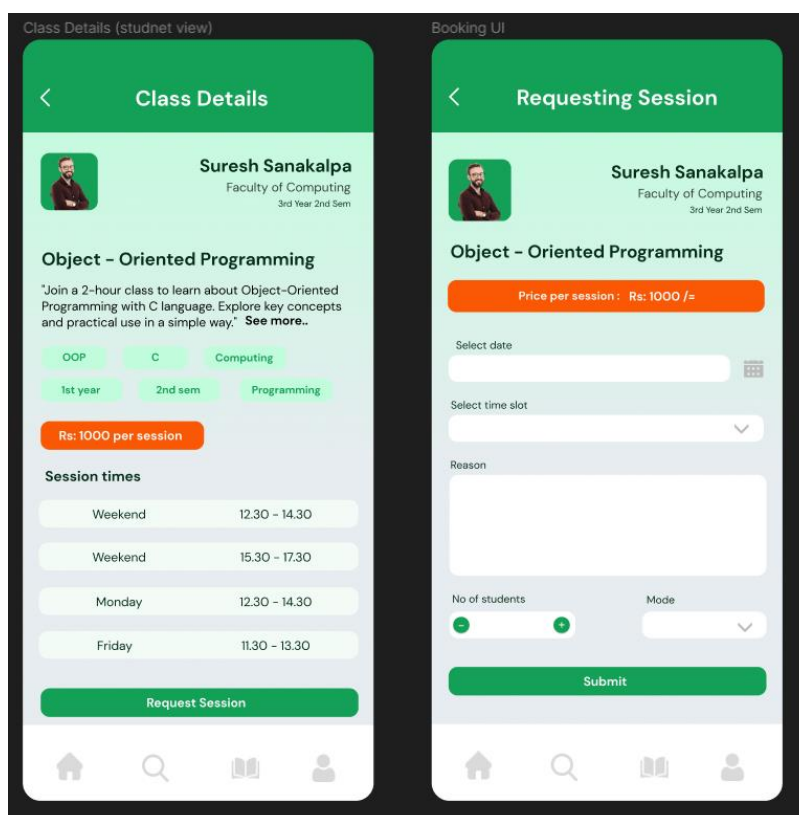 Class Details (studnet view)
Class Details
Suresh Sanakalpa
Faculty of Computing
3rd Year 2nd Sem
Object - Oriented Programming
"Join a 2-hour class to learn about Object-Oriented
Programming with C language. Explore key concepts
and practical use in a simple way." See more..
OOP C Computing
1st year 2nd sem Programming
Rs: 1000 per session
Session times
Weekend 12.30 - 14.30
Weekend 15.30 - 17.30
Monday 12.30 - 14.30
Friday 11.30 - 13.30
Request Session
Booking UI
Requesting Session
Suresh Sanakalpa
Faculty of Computing
3rd Year 2nd Sem
Object - Oriented Programming
Price per session : Rs: 1000 /=
Select date
Select time slot
Reason
No of students Mode
Submit